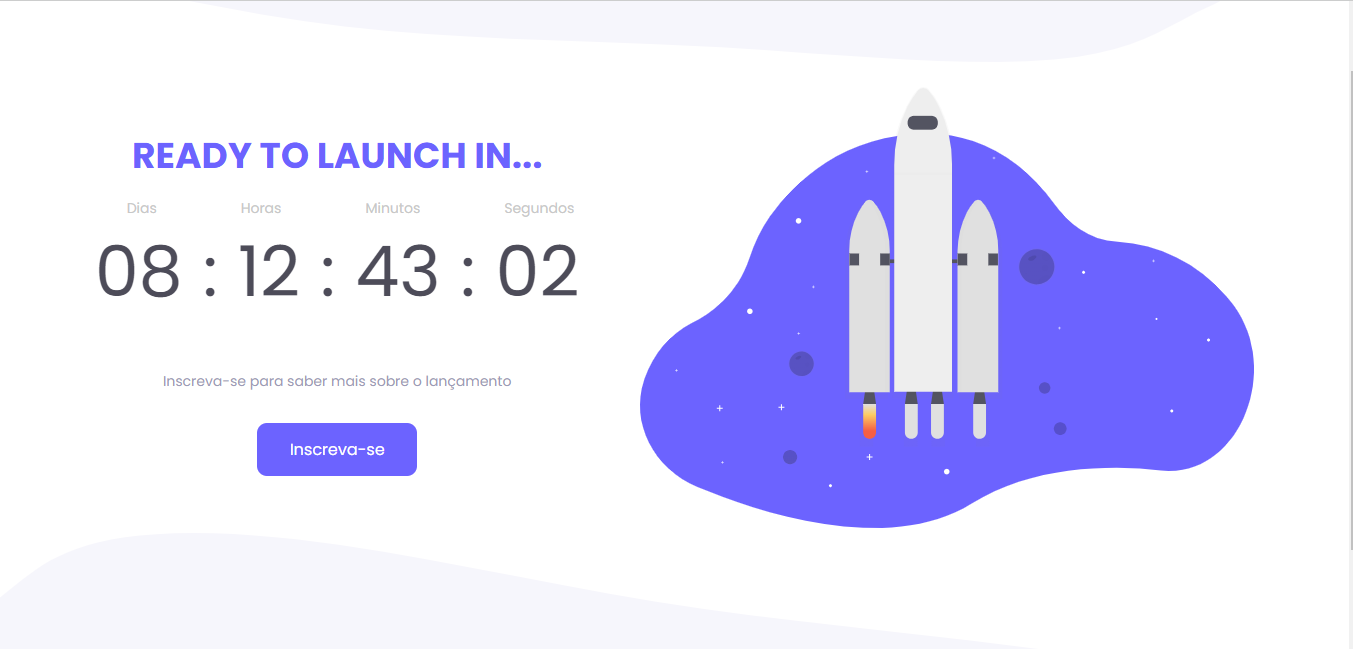 READY TO LAUNCH IN...
Dias Horas Minutos Segundos
08 : 12 : 43 : 02
Inscreva-se para saber mais sobre o lançamento
Inscreva-se